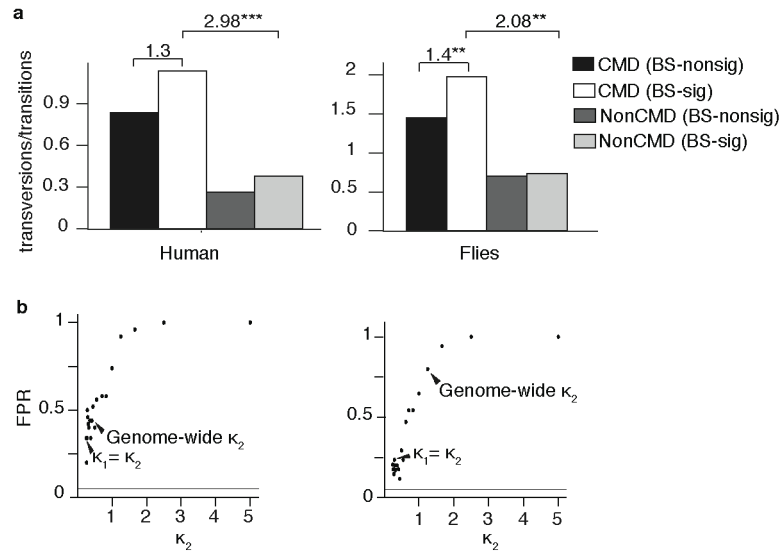 a
2.98***
1.3
transversions/transitions
0.9
0.6
0.3
0
Human
2.08**
1.4**
2
1.5
1
0.5
0
Flies
CMD (BS-nonsig)
CMD (BS-sig)
NonCMD (BS-nonsig)
NonCMD (BS-sig)
b
FPR
1
0.5
0
Genome-wide κ₂
κ₁= κ₂
1 2 3 4 5
κ₂
1
0.5
0
Genome-wide κ₂
κ₁= κ₂
1 2 3 4 5
κ₂